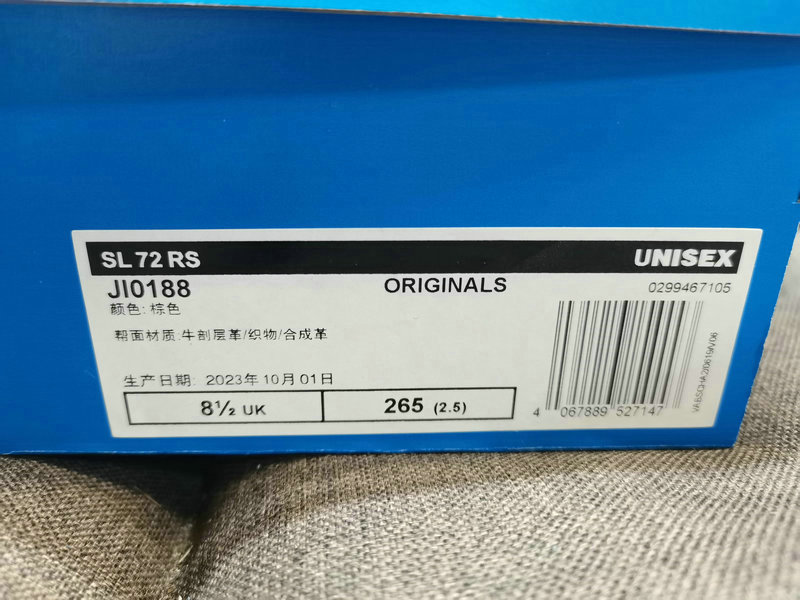 SL 72 RS UNISEX
JI0188 ORIGINALS 0299467105
颜色: 棕色
帮面材质:牛剖层革/织物/合成革
生产日期: 2023年10月01日
8½ UK 265 (2.5)
4 067889 527147